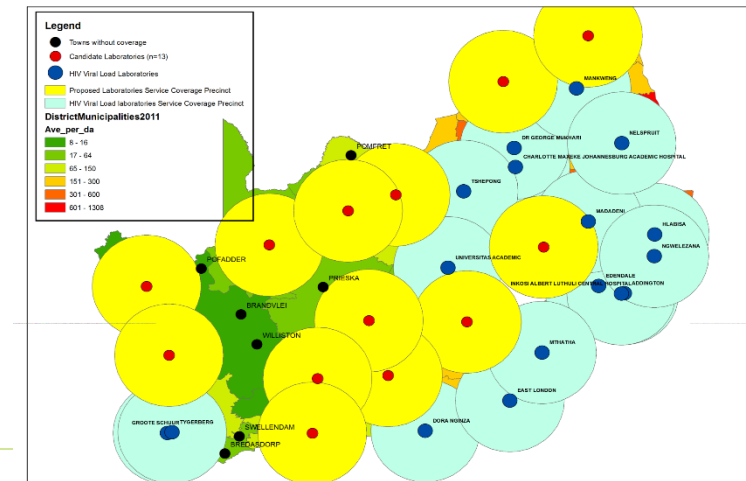 Legend
Towns without coverage
Candidate Laboratories (n=13)
HIV Viral Load Laboratories
Proposed Laboratories Service Coverage Precinct
HIV Viral Load laboratories Service Coverage Precinct
DistrictMunicipalities2011
Ave_per_da
8 - 16
17 - 64
65 - 150
151 - 300
301 - 600
601 - 1308
MANKWENG
NELSPRUIT
DR GEORGE MUKHARI
CHARLOTTE MAXEKE JOHANNESBURG ACADEMIC HOSPITAL
POMFRET
TSHEPONG
MADADENI
HLABISA
NGWELEZANA
UNIVERSITAS ACADEMIC
POFADDER
PRIESKA
EDENDALE
INKOSI ALBERT LUTHULI CENTRAL HOSPITAL
ADDINGTON
BRANDVLEI
WILLISTON
MTHATHA
EAST LONDON
DORA NGINZA
GROOTE SCHUUR
TYGERBERG
SWELLENDAM
BREDASDORP